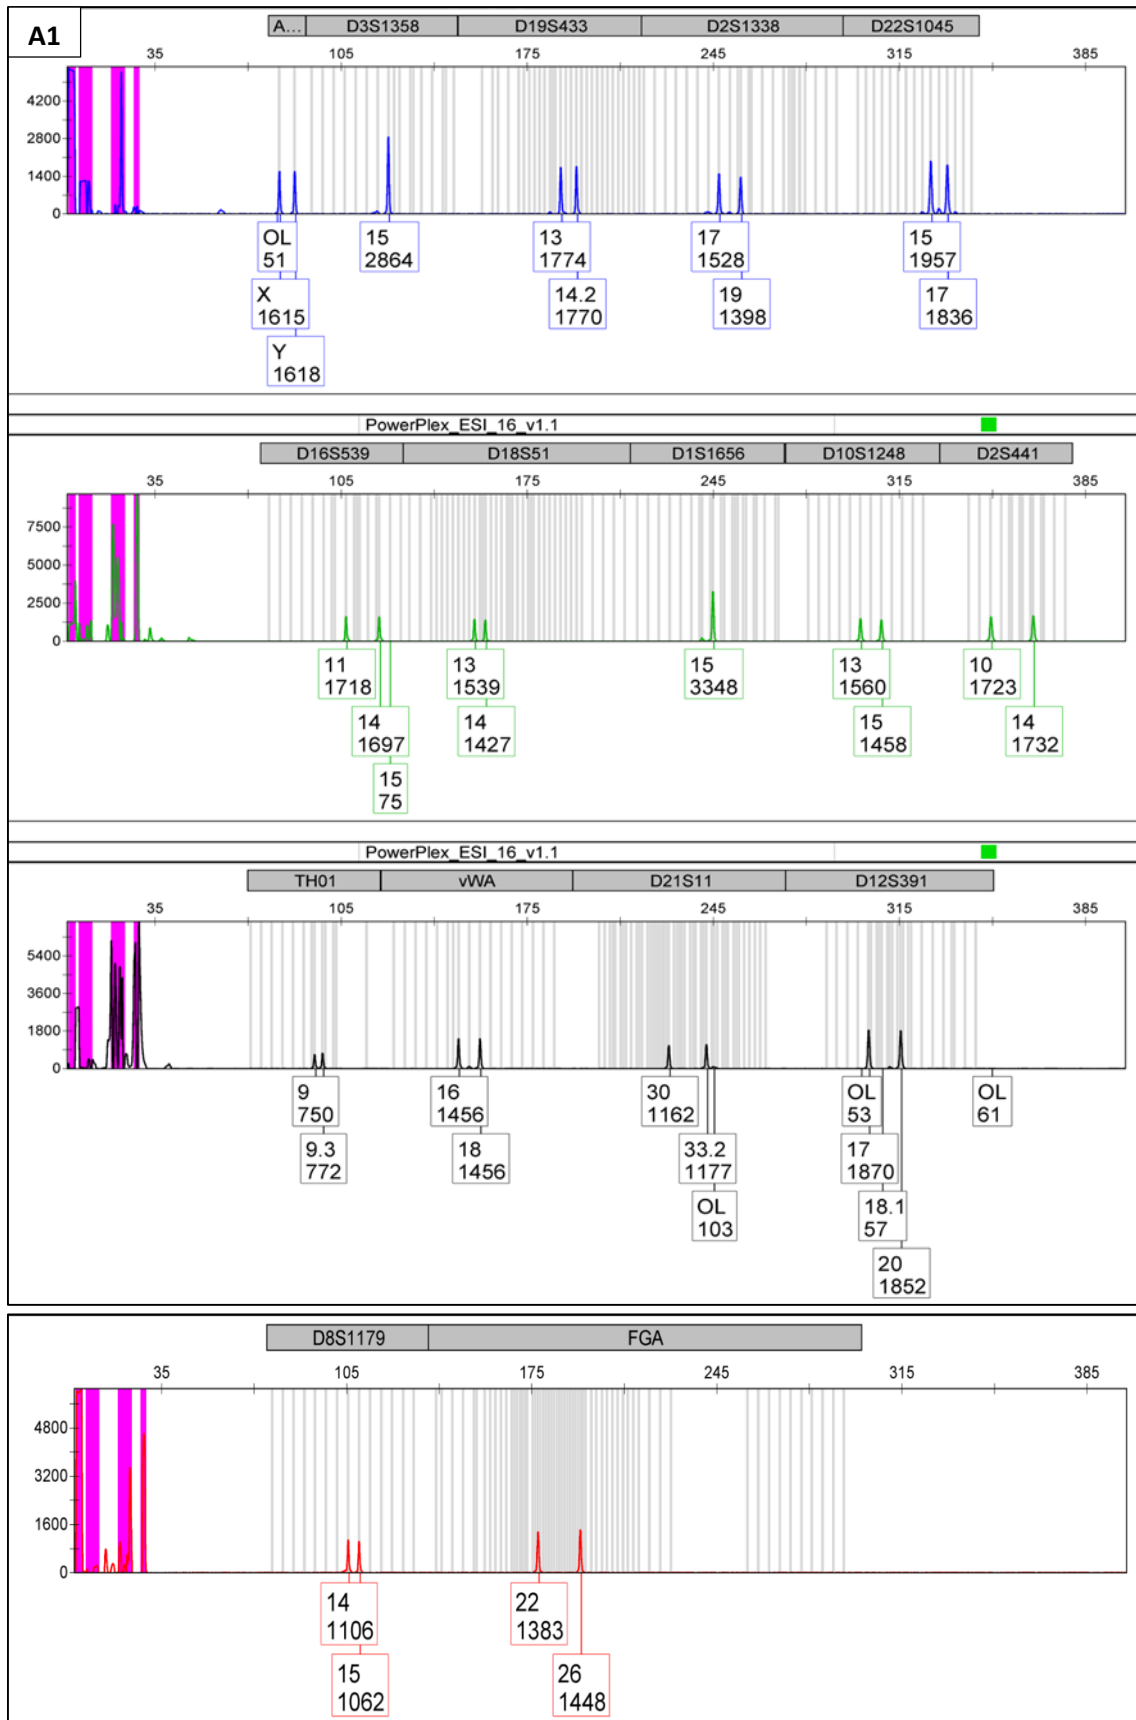 A1
A... D3S1358 D19S433 D2S1338 D22S1045
35 105 175 245 315 385
4200
2800
1400
0
OL 15 13 17 15
51 2864 1774 1528 1957
X 14.2 19 17
1615 1770 1398 1836
Y
1618
PowerPlex_ESI_16_v1.1
D16S539 D18S51 D1S1656 D10S1248 D2S441
35 105 175 245 315 385
7500
5000
2500
0
11 13 15 13 10
1718 1539 3348 1560 1723
14 14 15 14
1697 1427 1458 1732
15
75
PowerPlex_ESI_16_v1.1
TH01 vWA D21S11 D12S391
35 105 175 245 315 385
5400
3600
1800
0
9 16 30 OL OL
750 1456 1162 53 61
9.3 18 33.2 17
772 1456 1177 1870
OL 18.1
103 57
20
1852
D8S1179 FGA
35 105 175 245 315 385
4800
3200
1600
0
14 22
1106 1383
15 26
1062 1448